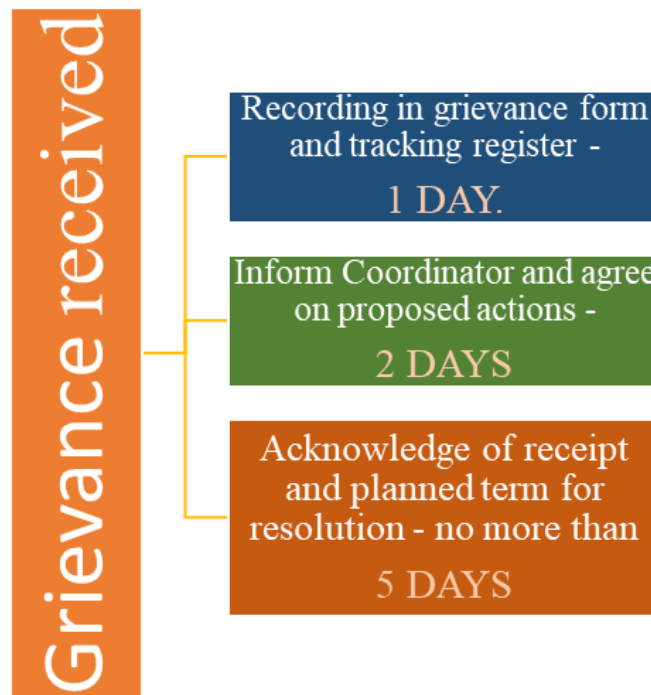 Grievance received
Recording in grievance form
and tracking register -
1 DAY.
Inform Coordinator and agree
on proposed actions -
2 DAYS
Acknowledge of receipt
and planned term for
resolution - no more than
5 DAYS